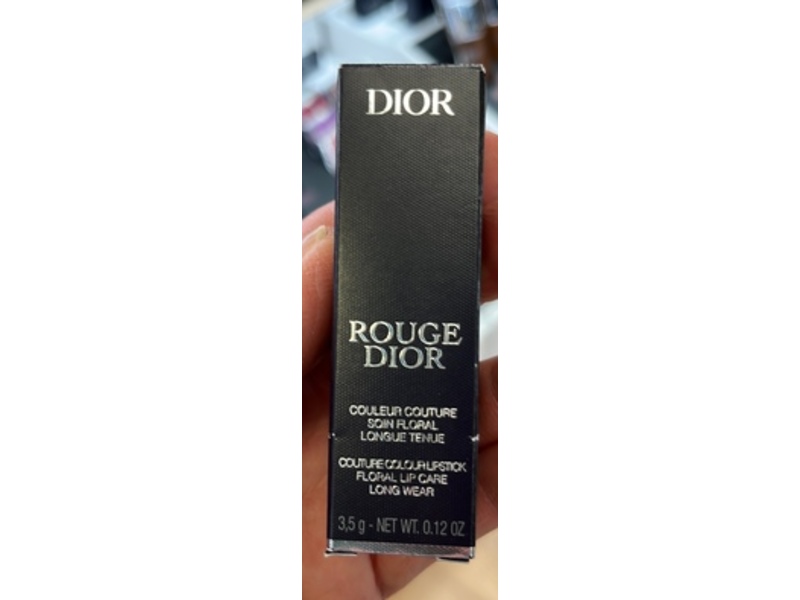 DIOR
ROUGE
DIOR
COULEUR COUTURE
SOIN FLORAL
LONGUE TENUE
COUTURE COLOUR LIPSTICK
FLORAL LIP CARE
LONG WEAR
3,5 g - NET WT. 0.12 OZ